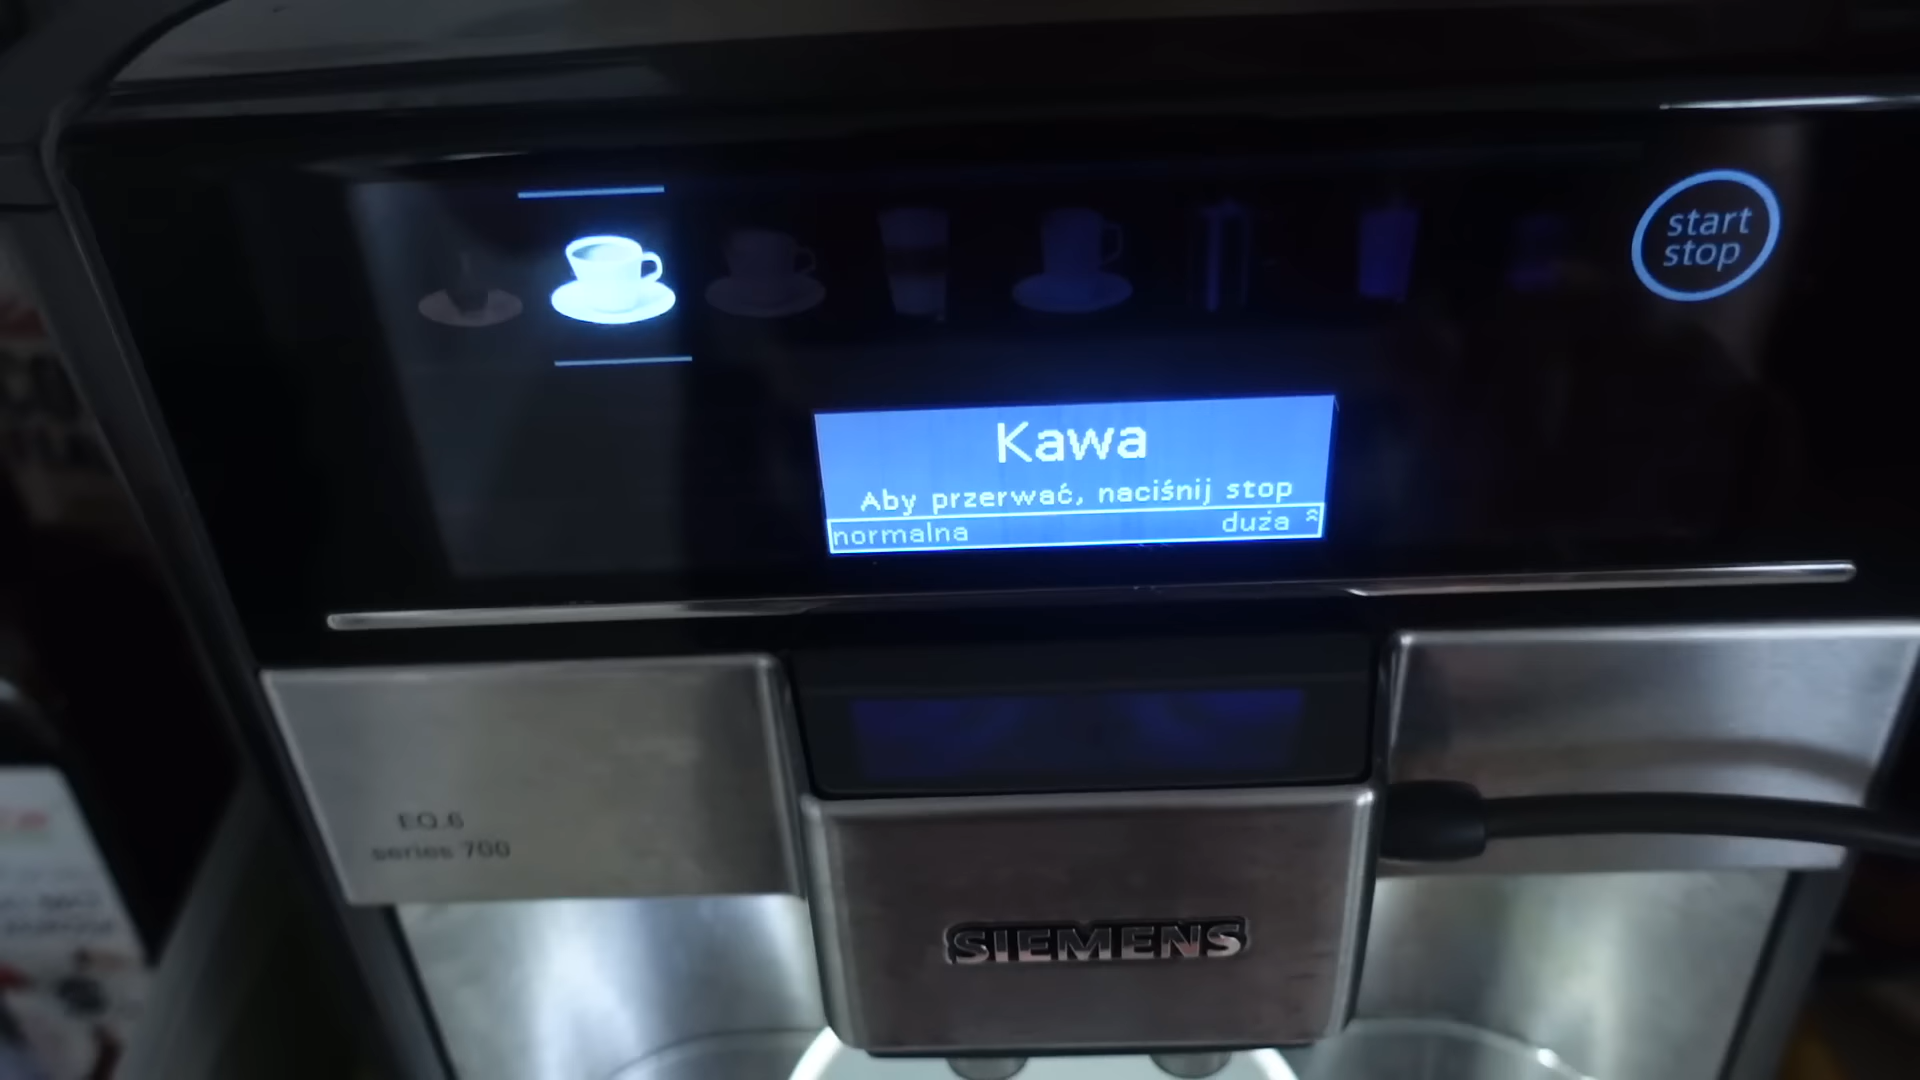 start
stop
Kawa
Aby przerwać, naciśnij stop
normalna duża
EQ.6
series 700
SIEMENS